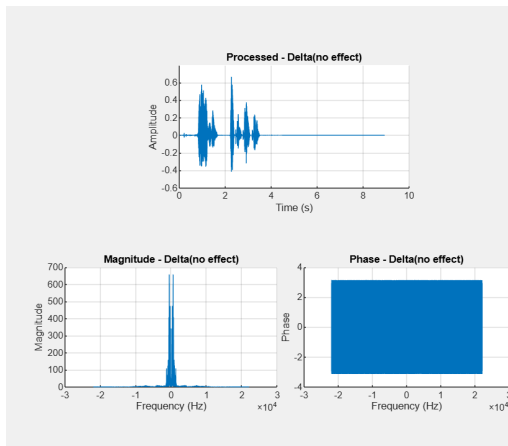 Processed - Delta(no effect)
0.6
0.4
0.2
0
-0.2
-0.4
-0.6
Amplitude
0 2 4 6 8 10
Time (s)
Magnitude - Delta(no effect)
700
600
500
400
300
200
100
0
Magnitude
-3 -2 -1 0 1 2 3
Frequency (Hz) ×10⁴
Phase - Delta(no effect)
4
2
0
-2
-4
Phase
-3 -2 -1 0 1 2
Frequency (Hz) ×10⁴